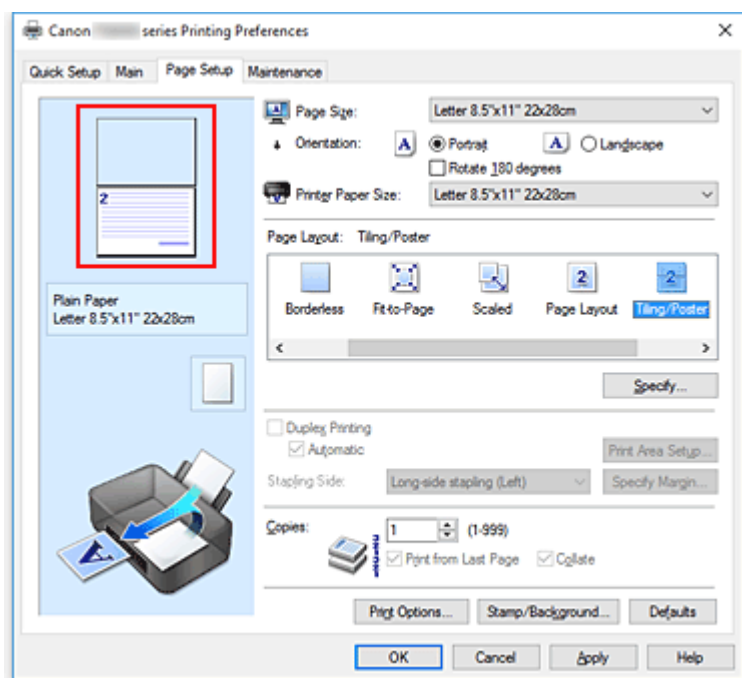 Canon series Printing Preferences
Quick Setup Main Page Setup Maintenance
Page Size: Letter 8.5"x11" 22x28cm
Orientation: A Portrait A Landscape
Rotate 180 degrees
Printer Paper Size: Letter 8.5"x11" 22x28cm
2
Page Layout: Tiling/Poster
2 2
Borderless Fit-to-Page Scaled Page Layout Tiling/Poster
Plain Paper
Letter 8.5"x11" 22x28cm
Specify...
Duplex Printing
Automatic Print Area Setup...
Stapling Side: Long-side stapling (Left) Specify Margin...
Copies: 1 (1-999)
Print from Last Page Collate
A
Print Options... Stamp/Background... Defaults
OK Cancel Apply Help